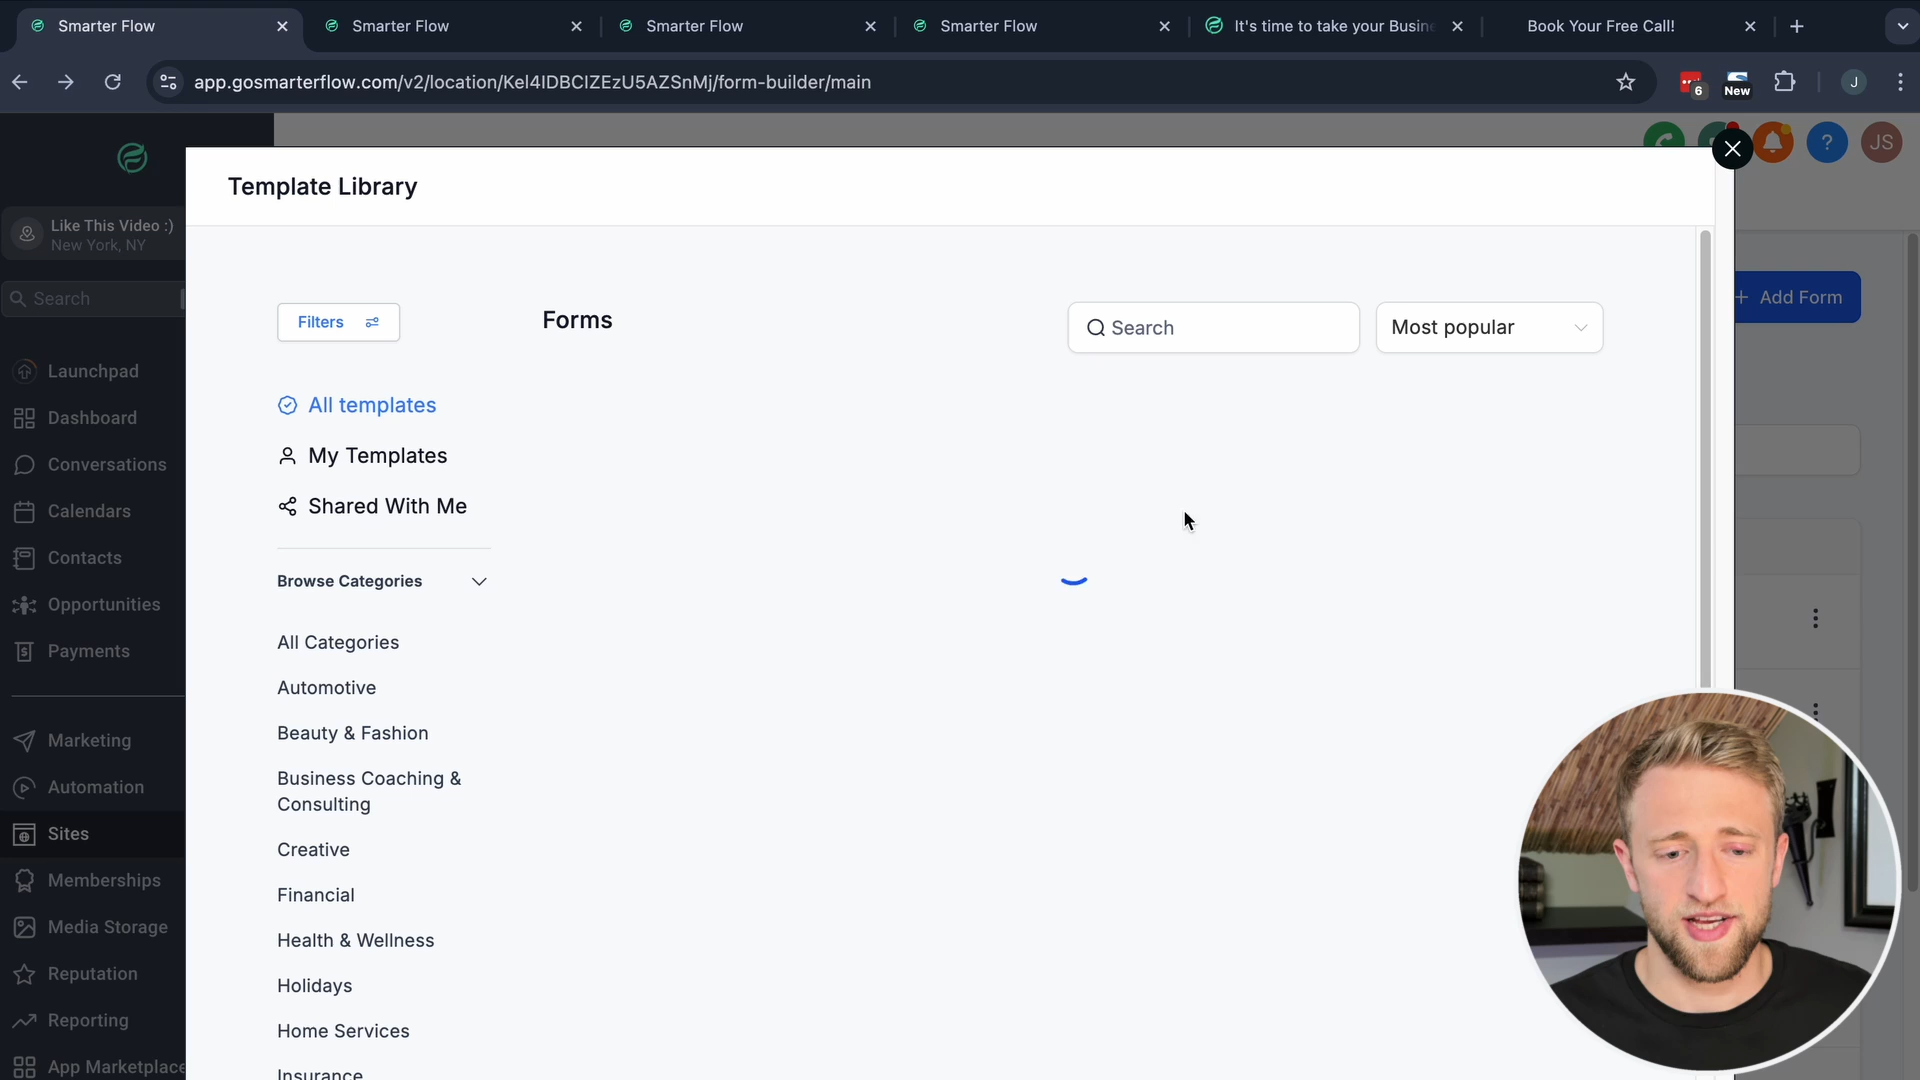 Smarter Flow
Smarter Flow
Smarter Flow
Smarter Flow
It's time to take your Busin
Book Your Free Call!
app.gosmarterflow.com/v2/location/Kel4IDBCIZEzU5AZSnMj/form-builder/main
6
New
J
JS
Template Library
Like This Video :)
New York, NY
Search
Launchpad
Dashboard
Conversations
Calendars
Contacts
Opportunities
Payments
Marketing
Automation
Sites
Memberships
Media Storage
Reputation
Reporting
App Marketplace
Filters
Forms
Search
Most popular
+ Add Form
All templates
My Templates
Shared With Me
Browse Categories
All Categories
Automotive
Beauty & Fashion
Business Coaching &
Consulting
Creative
Financial
Health & Wellness
Holidays
Home Services
Insurance